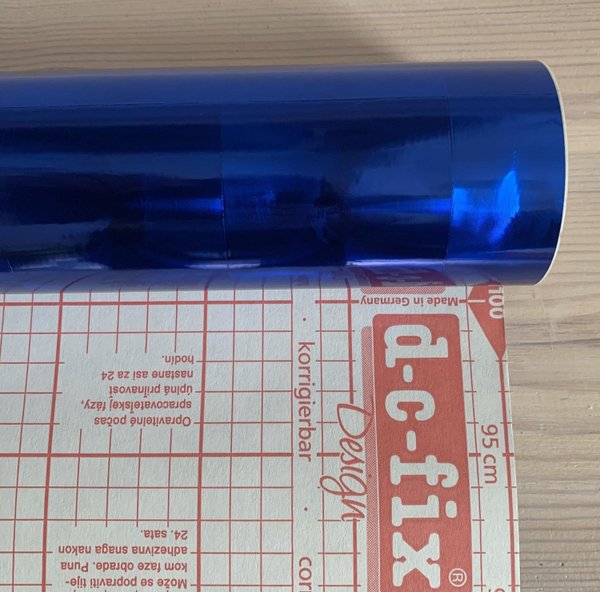 Made in Germany
100
d-c-fix®
Design
korrigierbar
95 cm
Opraviteľné počas
spracovateľskej fázy,
úplná priľnavosť
nastane asi za 24
hodín.
Može se popraviti tije-
kom faze obrade. Puna
adhezivna snaga nakon
24. sata.